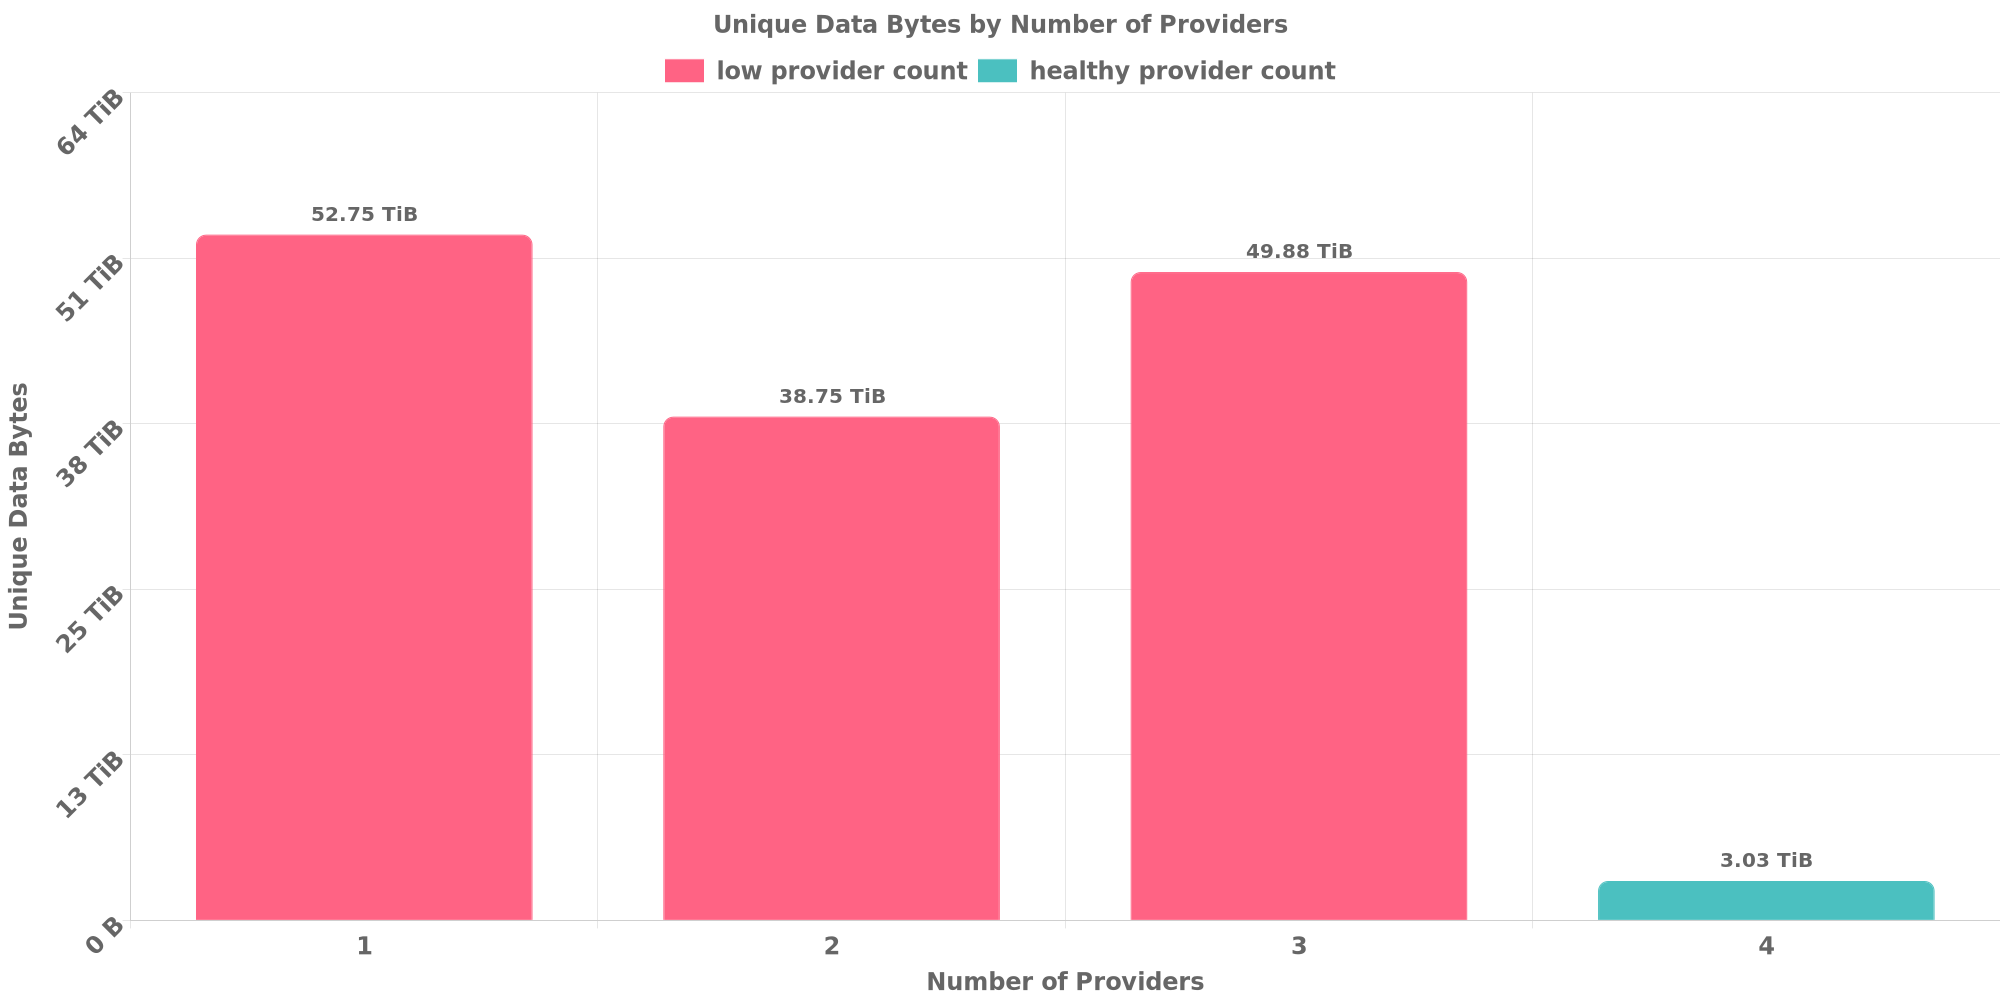 Unique Data Bytes by Number of Providers
low provider count healthy provider count
64 TiB
51 TiB
38 TiB
25 TiB
13 TiB
0 B
Unique Data Bytes
52.75 TiB
38.75 TiB
49.88 TiB
3.03 TiB
1 2 3 4
Number of Providers